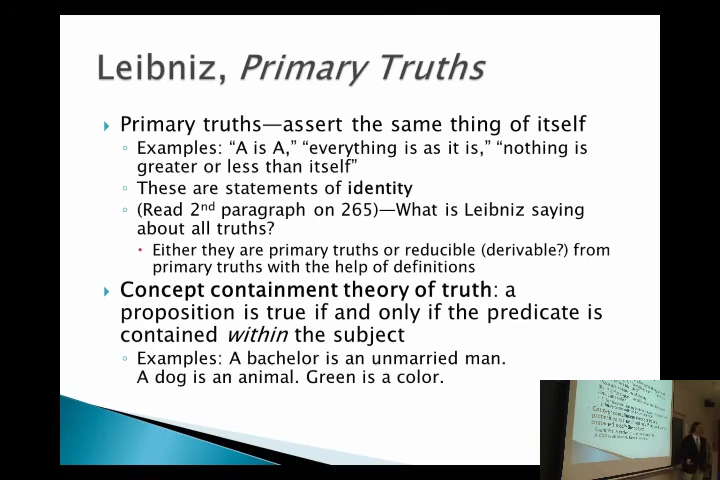 Leibniz, Primary Truths
Primary truths—assert the same thing of itself
Examples: “A is A,” “everything is as it is,” “nothing is
greater or less than itself”
These are statements of identity
(Read 2nd paragraph on 265)—What is Leibniz saying
about all truths?
Either they are primary truths or reducible (derivable?) from
primary truths with the help of definitions
Concept containment theory of truth: a
proposition is true if and only if the predicate is
contained within the subject
Examples: A bachelor is an unmarried man.
A dog is an animal. Green is a color.